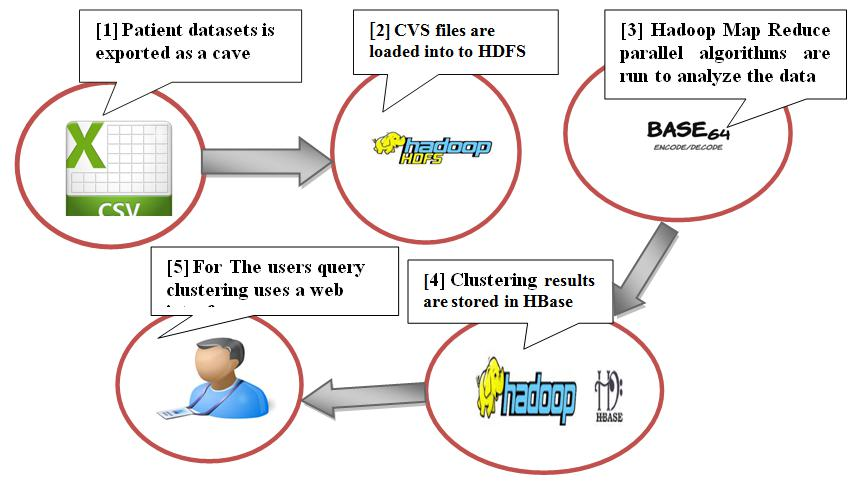 [1] Patient datasets is
exported as a cave
[2] CVS files are
loaded into to HDFS
[3] Hadoop Map Reduce
parallel algorithms are
run to analyze the data
CSV
hadoop
HDFS
BASE64
ENCODE/DECODE
[5] For The users query
clustering uses a web
[4] Clustering results
are stored in HBase
hadoop
HBASE